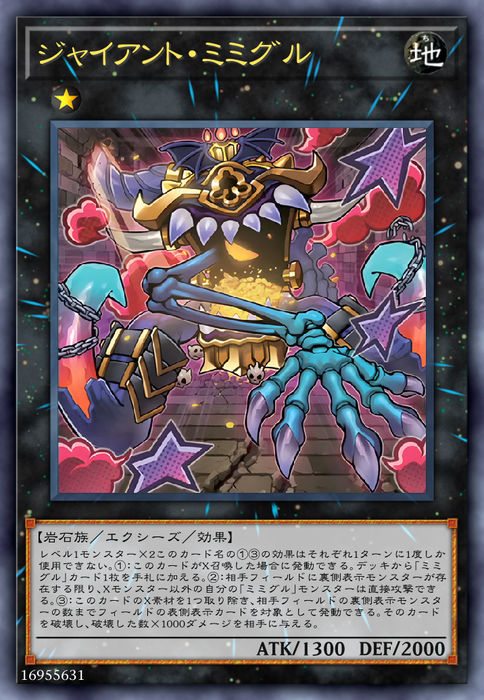 ジャイアント・ミミグル
地
【岩石族／エクシーズ／効果】
レベル1モンスター×2このカード名の①③の効果はそれぞれ1ターンに1度しか
使用できない。①：このカードがX召喚した場合に発動できる。デッキから「ミミ
グル」カード1枚を手札に加える。②：相手フィールドに裏側表示モンスターが存
在する限り、Xモンスター以外の自分の「ミミグル」モンスターは直接攻撃でき
る。③：このカードのX素材を1つ取り除き、相手フィールドの裏側表示モンスタ
ーの数までフィールドの表側表示カードを対象として発動できる。そのカード
を破壊し、破壊した数×1000ダメージを相手に与える。
ATK/1300 DEF/2000
16955631